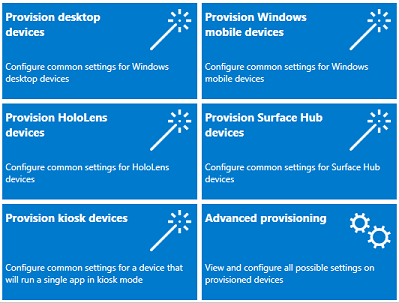 Provision desktop
devices
Configure common settings for Windows
desktop devices
Provision Windows
mobile devices
Configure common settings for Windows
mobile devices
Provision HoloLens
devices
Configure common settings for HoloLens
devices
Provision Surface Hub
devices
Configure common settings for Surface Hub
devices
Provision kiosk devices
Configure common settings for a device that
will run a single app in kiosk mode
Advanced provisioning
View and configure all possible settings on
provisioned devices